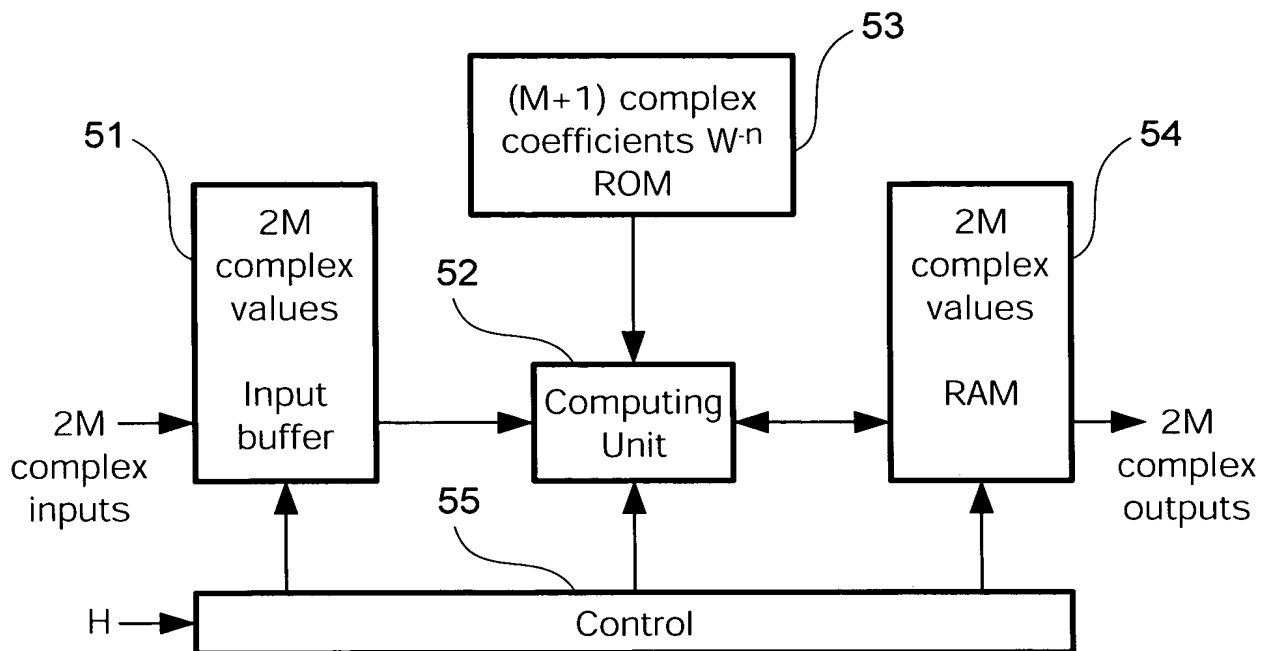 53
(M+1) complex
coefficients W-n
ROM
51
2M
complex
values
Input
buffer
52
Computing
Unit
54
2M
complex
values
RAM
2M
complex
inputs
2M
complex
outputs
55
H
Control